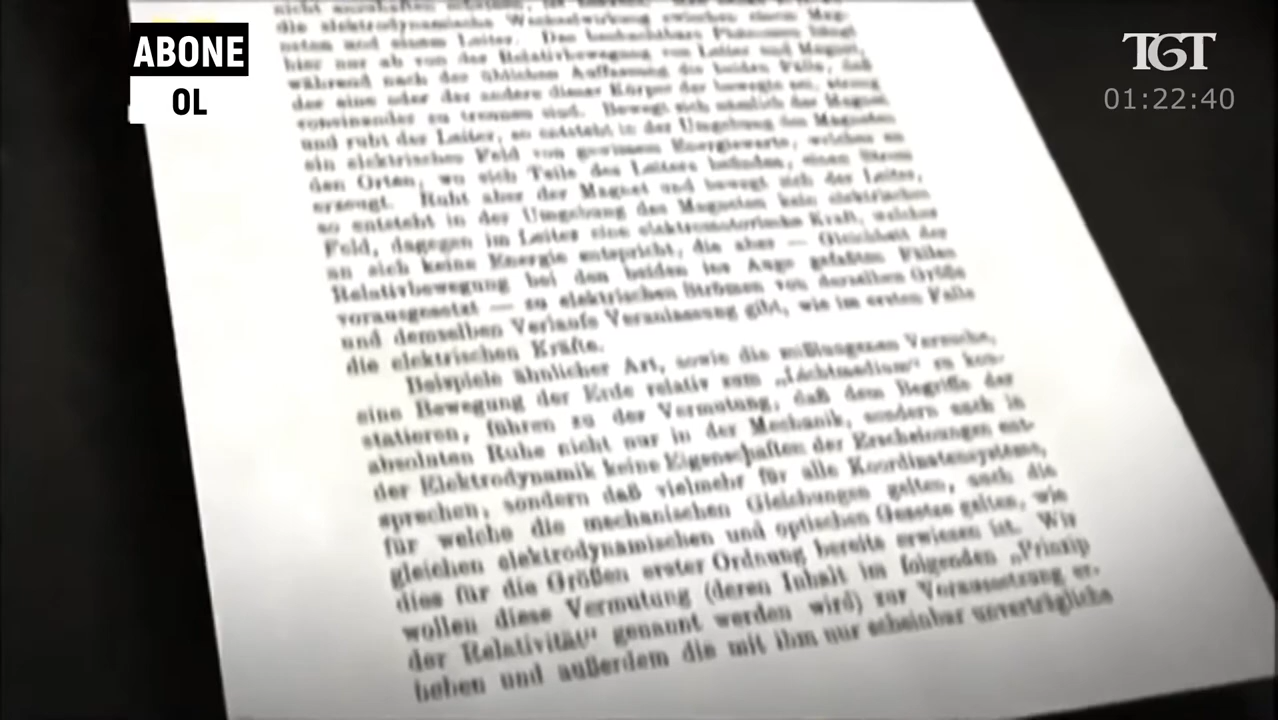 ABONE
OL
TGT
01:22:40
die elektrodynamische Wechselwirkung zwischen einem Mag-
neten und einem Leiter. Das beobachtbare Phänomen hängt
hier nur ab von der Relativbewegung von Leiter und Magnet,
während nach der üblichen Auffassung die beiden Fälle, daß
der eine oder der andere dieser Körper der bewegte sei, streng
voneinander zu trennen sind. Bewegt sich nämlich der Magnet
und ruht der Leiter, so entsteht in der Umgebung des Magneten
ein elektrisches Feld von gewissem Energiewerte, welches an
den Orten, wo sich Teile des Leiters befinden, einen Strom
erzeugt. Ruht aber der Magnet und bewegt sich der Leiter,
so entsteht in der Umgebung des Magneten kein elektrisches
Feld, dagegen im Leiter eine elektromotorische Kraft, welcher
an sich keine Energie entspricht, die aber — Gleichheit der
Relativbewegung bei den beiden ins Auge gefaßten Fällen
vorausgesetzt — zu elektrischen Strömen von derselben Größe
und demselben Verlaufe Veranlassung gibt, wie im ersten Falle
die elektrischen Kräfte.
Beispiele ähnlicher Art, sowie die mißlungenen Versuche,
eine Bewegung der Erde relativ zum „Lichtmedium“ zu kon-
statieren, führen zu der Vermutung, daß dem Begriffe der
absoluten Ruhe nicht nur in der Mechanik, sondern auch in
der Elektrodynamik keine Eigenschaften der Erscheinungen ent-
sprechen, sondern daß vielmehr für alle Koordinatensysteme,
für welche die mechanischen Gleichungen gelten, auch die
gleichen elektrodynamischen und optischen Gesetze gelten, wie
dies für die Größen erster Ordnung bereits erwiesen ist. Wir
wollen diese Vermutung (deren Inhalt im folgenden „Prinzip
der Relativität“ genannt werden wird) zur Voraussetzung er-
heben und außerdem die mit ihm nur scheinbar unverträgliche